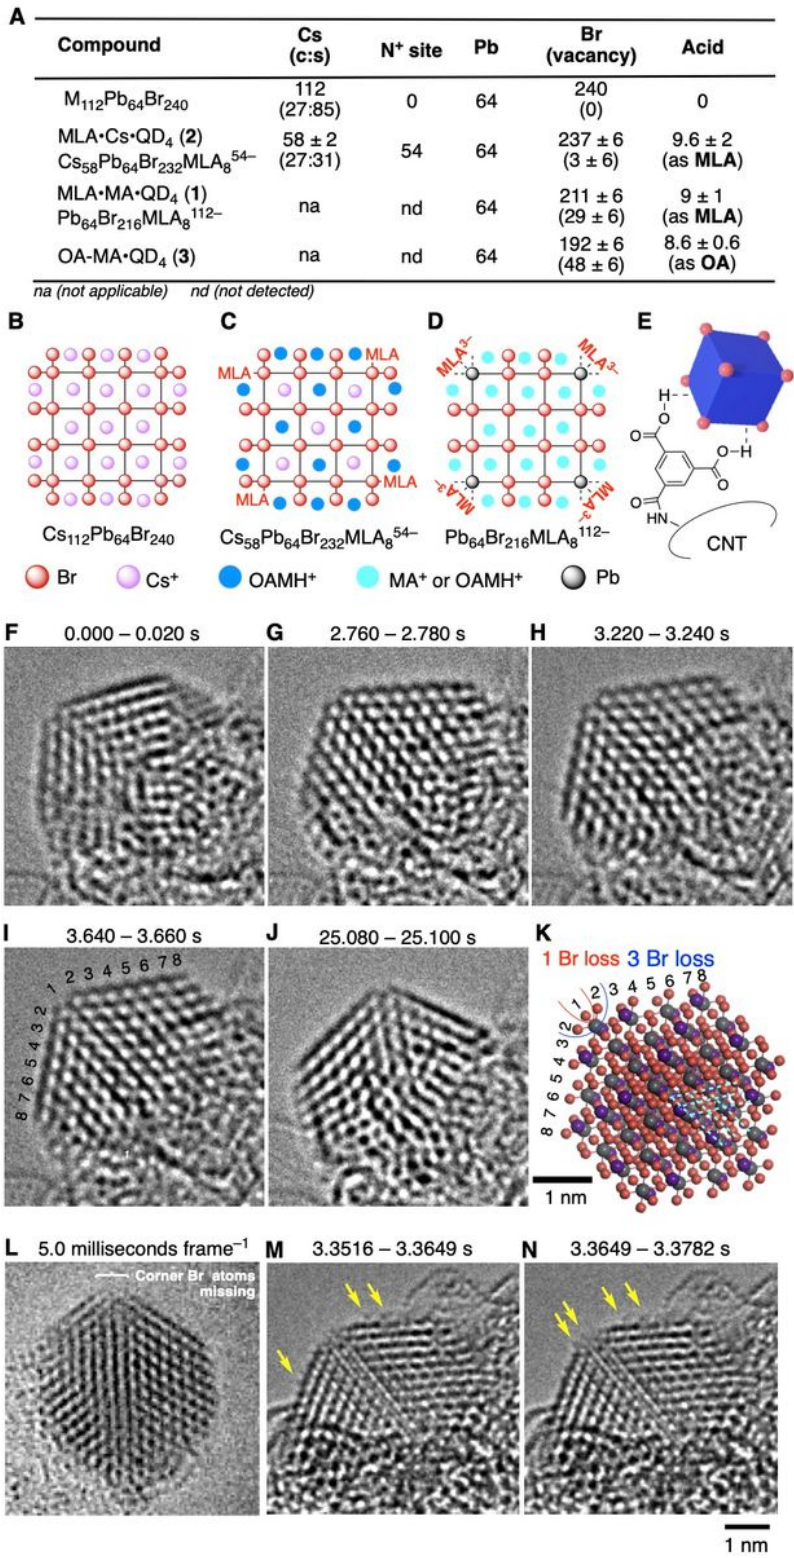 A
Compound Cs (c:s) N⁺ site Pb Br (vacancy) Acid
M₁₁₂Pb₆₄Br₂₄₀ 112 (27:85) 0 64 240 (0) 0
MLA•Cs•QD₄ (2) 58 ± 2 237 ± 6 9.6 ± 2
Cs₅₈Pb₆₄Br₂₃₂MLA₈⁵⁴⁻ (27:31) 54 64 (3 ± 6) (as MLA)
MLA•MA•QD₄ (1) 211 ± 6 9 ± 1
Pb₆₄Br₂₁₆MLA₈¹¹²⁻ na nd 64 (29 ± 6) (as MLA)
OA-MA•QD₄ (3) na nd 64 192 ± 6 (48 ± 6) 8.6 ± 0.6 (as OA)
na (not applicable) nd (not detected)
B C D E
MLA MLA³⁻ MLA³⁻
MLA
H
O
O
O H
O
O
HN
CNT
MLA
MLA MLA³⁻ MLA³⁻
Cs₁₁₂Pb₆₄Br₂₄₀ Cs₅₈Pb₆₄Br₂₃₂MLA₈⁵⁴⁻ Pb₆₄Br₂₁₆MLA₈¹¹²⁻
Br Cs⁺ OAMH⁺ MA⁺ or OAMH⁺ Pb
F 0.000 – 0.020 s G 2.760 – 2.780 s H 3.220 – 3.240 s
I 3.640 – 3.660 s J 25.080 – 25.100 s K
1 Br loss 3 Br loss
1 2 3 4 5 6 7 8
2 3 4 5 6 7 8
1 2 3 4 5 6 7 8
2 3 4 5 6 7 8
1 nm
L 5.0 milliseconds frame⁻¹ M 3.3516 – 3.3649 s N 3.3649 – 3.3782 s
Corner Br atoms
missing
1 nm